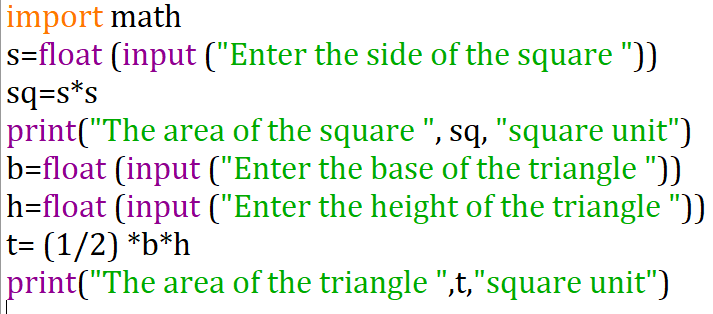 import math
s=float (input ("Enter the side of the square "))
sq=s*s
print("The area of the square ", sq, "square unit")
b=float (input ("Enter the base of the triangle "))
h=float (input ("Enter the height of the triangle "))
t= (1/2) *b*h
print("The area of the triangle ",t,"square unit")